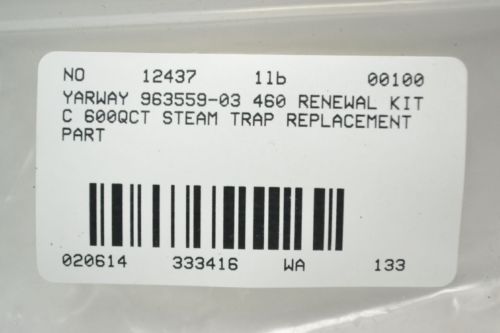 NO 12437 1lb 00100
YARWAY 963559-03 460 RENEWAL KIT
C 600QCT STEAM TRAP REPLACEMENT
PART
020614 333416 WA 133